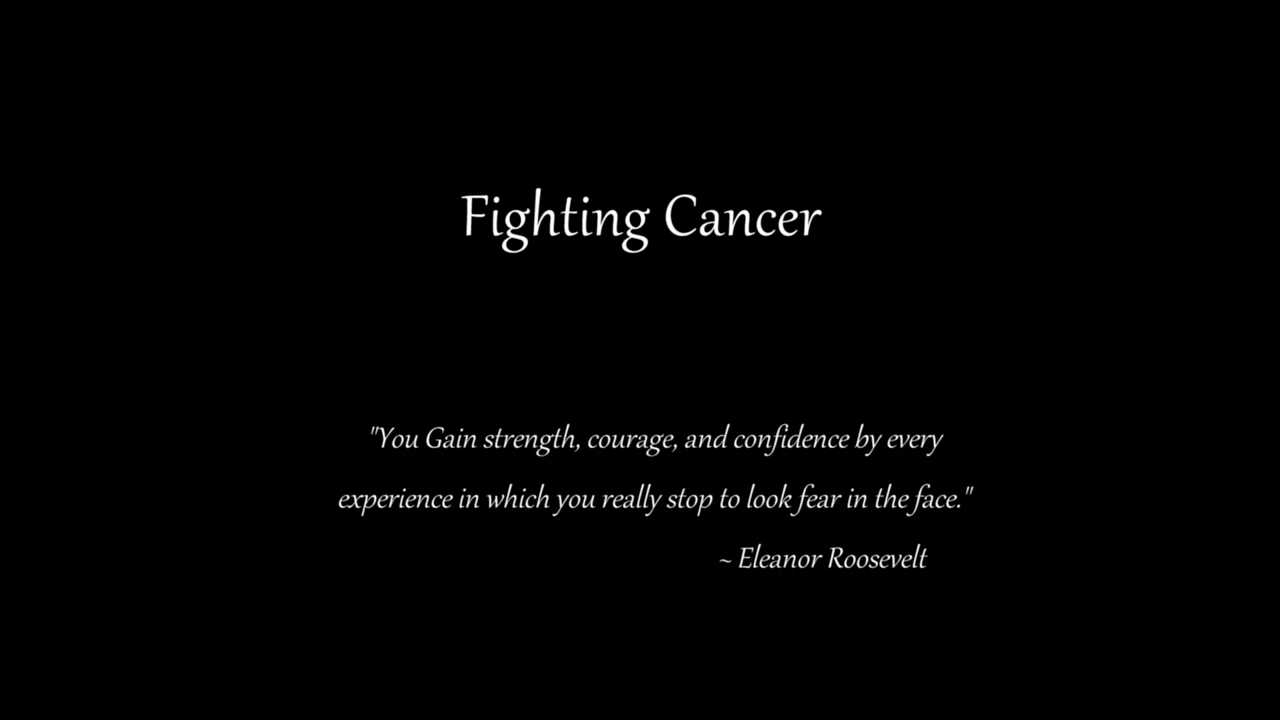 Fighting Cancer
"You Gain strength, courage, and confidence by every
experience in which you really stop to look fear in the face."
~ Eleanor Roosevelt